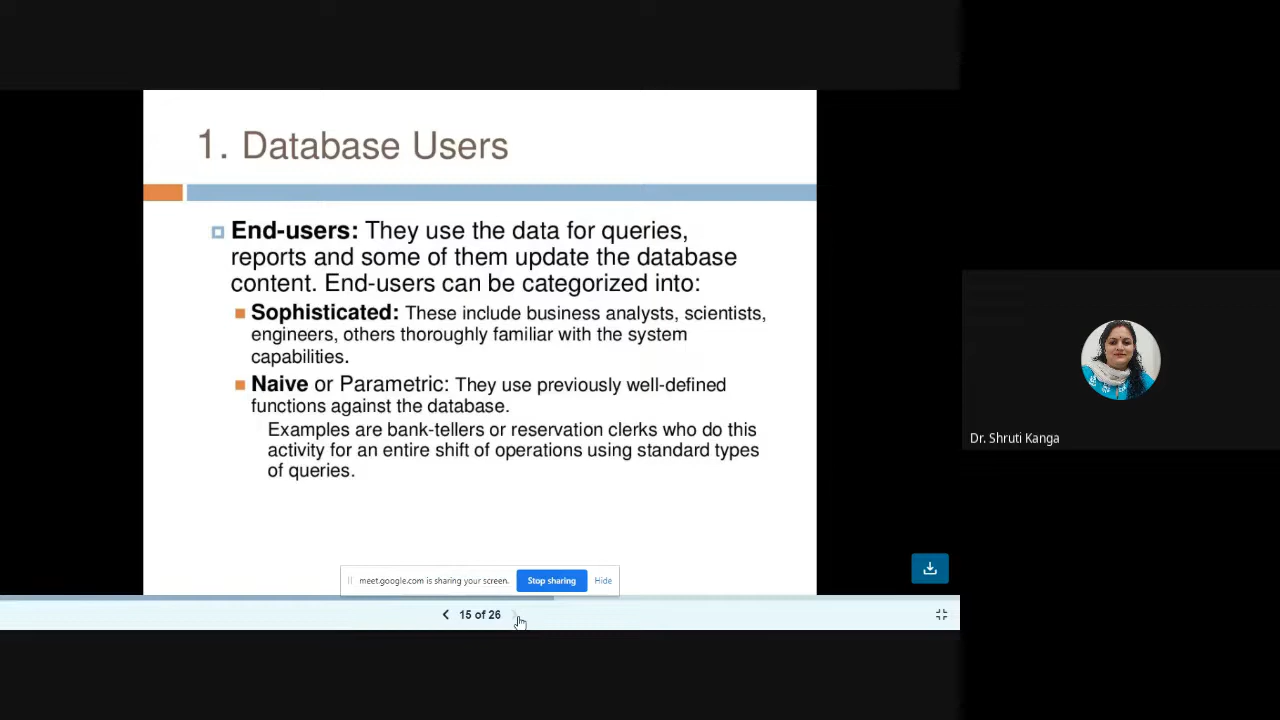 1. Database Users
End-users: They use the data for queries,
reports and some of them update the database
content. End-users can be categorized into:
Sophisticated: These include business analysts, scientists,
engineers, others thoroughly familiar with the system
capabilities.
Naive or Parametric: They use previously well-defined
functions against the database.
Examples are bank-tellers or reservation clerks who do this
activity for an entire shift of operations using standard types
of queries.
Dr. Shruti Kanga
meet.google.com is sharing your screen. Stop sharing Hide
15 of 26